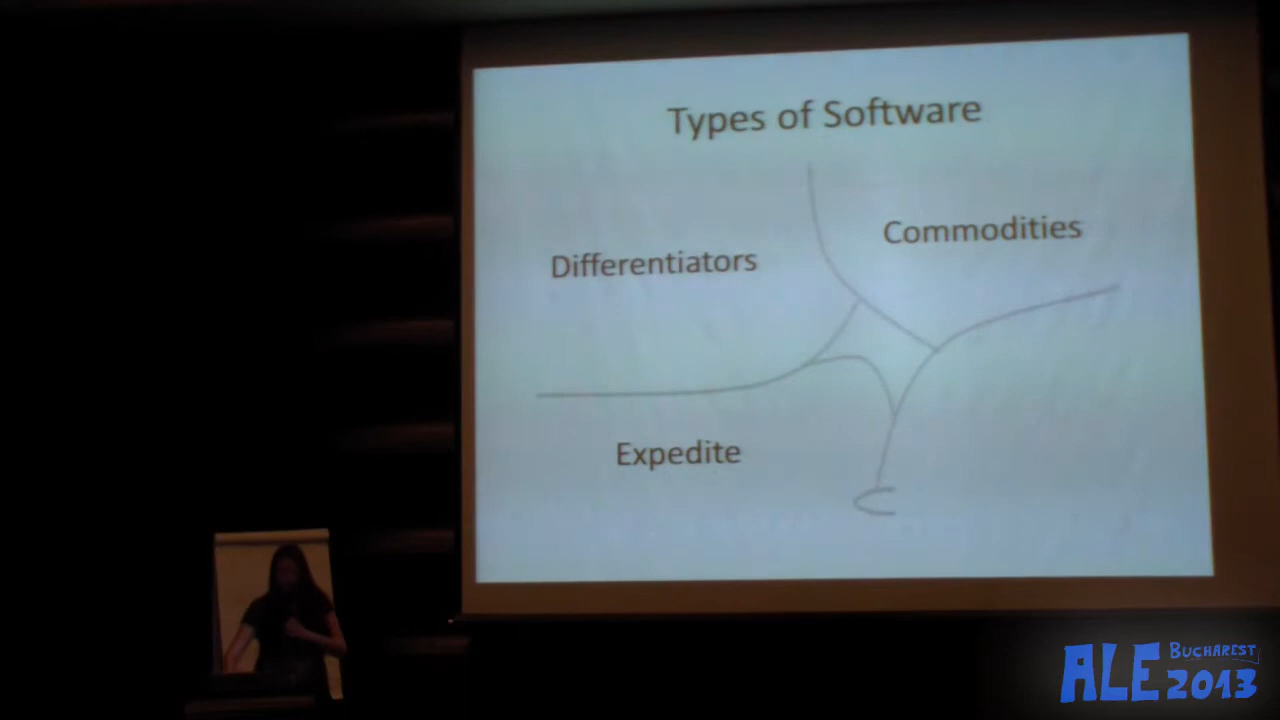 Types of Software
Commodities
Differentiators
Expedite
ALE BUCHAREST
2013